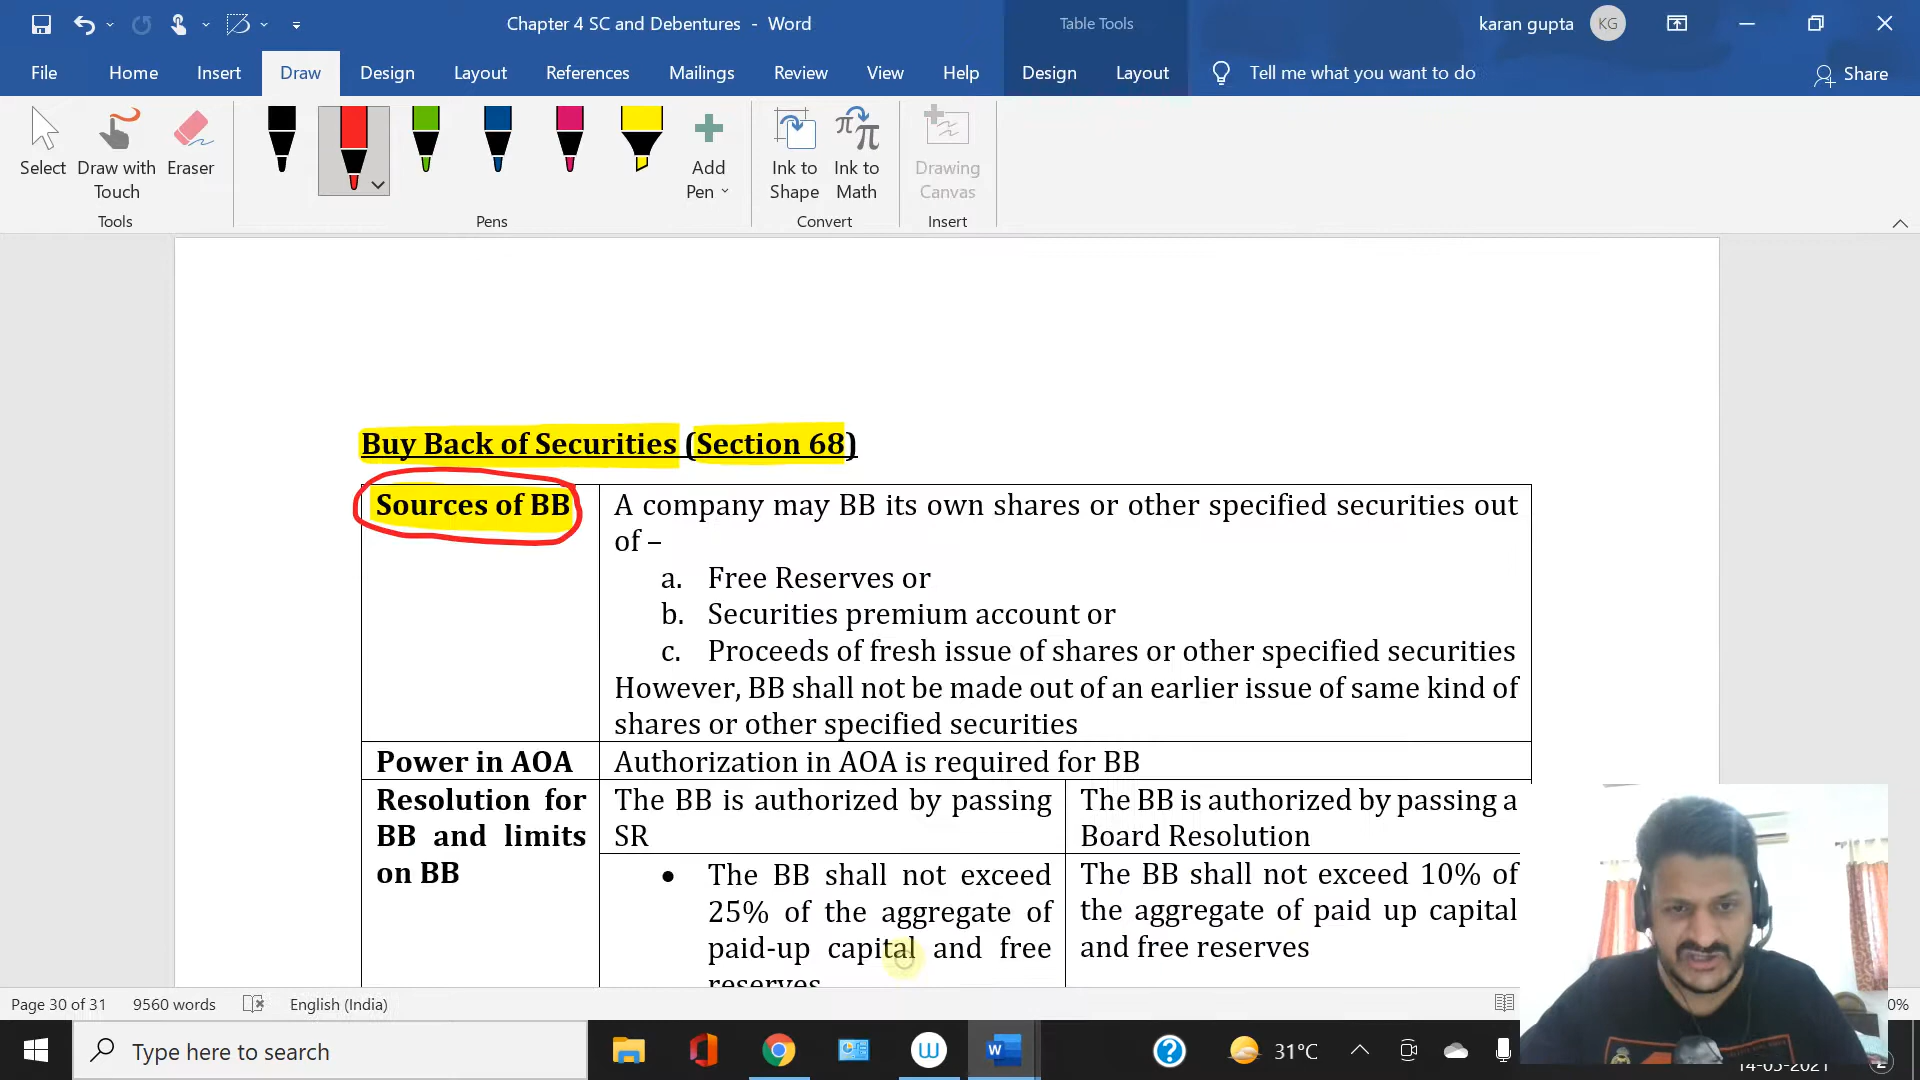 Chapter 4 SC and Debentures - Word
Table Tools
karan gupta
KG
File
Home
Insert
Draw
Design
Layout
References
Mailings
Review
View
Help
Design
Layout
Tell me what you want to do
Share
Select
Draw with
Touch
Eraser
Add
Pen
Ink to
Shape
Ink to
Math
Drawing
Canvas
Tools
Pens
Convert
Insert
Buy Back of Securities (Section 68)
Sources of BB
A company may BB its own shares or other specified securities out
of –
a. Free Reserves or
b. Securities premium account or
c. Proceeds of fresh issue of shares or other specified securities
However, BB shall not be made out of an earlier issue of same kind of
shares or other specified securities
Power in AOA
Authorization in AOA is required for BB
Resolution for
BB and limits
on BB
The BB is authorized by passing
SR
The BB is authorized by passing a
Board Resolution
• The BB shall not exceed
25% of the aggregate of
paid-up capital and free
reserves
The BB shall not exceed 10% of
the aggregate of paid up capital
and free reserves
Page 30 of 31
9560 words
English (India)
0%
Type here to search
31°C